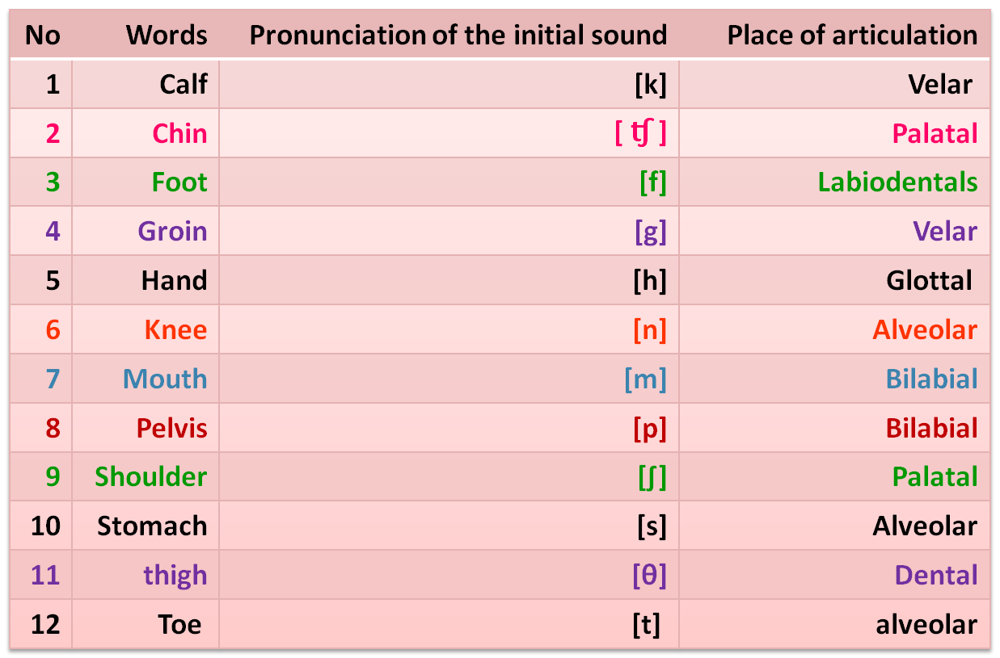 No Words Pronunciation of the initial sound Place of articulation
1 Calf [k] Velar
2 Chin [ ʧ ] Palatal
3 Foot [f] Labiodentals
4 Groin [g] Velar
5 Hand [h] Glottal
6 Knee [n] Alveolar
7 Mouth [m] Bilabial
8 Pelvis [p] Bilabial
9 Shoulder [ʃ] Palatal
10 Stomach [s] Alveolar
11 thigh [θ] Dental
12 Toe [t] alveolar